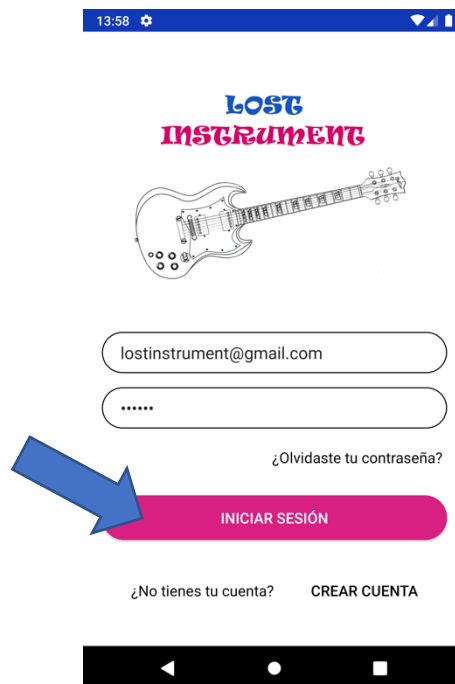 13:58
LOST
INSTRUMENT
lostinstrument@gmail.com
••••••
¿Olvidaste tu contraseña?
INICIAR SESIÓN
¿No tienes tu cuenta? CREAR CUENTA